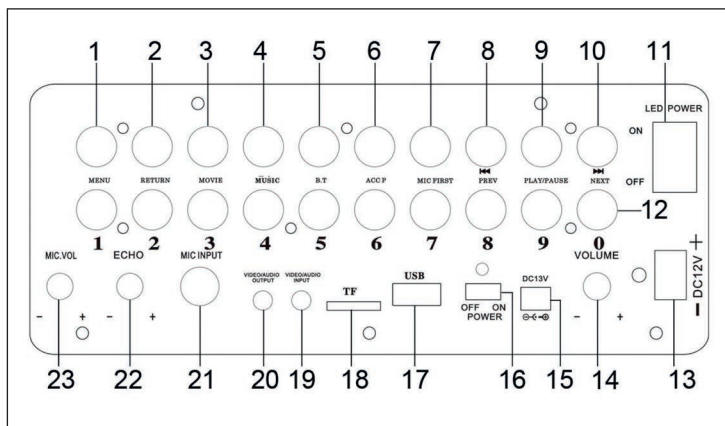 1 2 3 4 5 6 7 8 9 10 11
LED POWER
ON
OFF
MENU RETURN MOVIE MUSIC B.T ACC P MIC FIRST PREV PLAY/PAUSE NEXT
12
1 2 3 4 5 6 7 8 9 0
MIC.VOL ECHO MIC INPUT VIDEO/AUDIO OUTPUT VIDEO/AUDIO INPUT TF USB OFF ON POWER DC13V VOLUME DC12V
- + - + - + + -
23 22 21 20 19 18 17 16 15 14 13